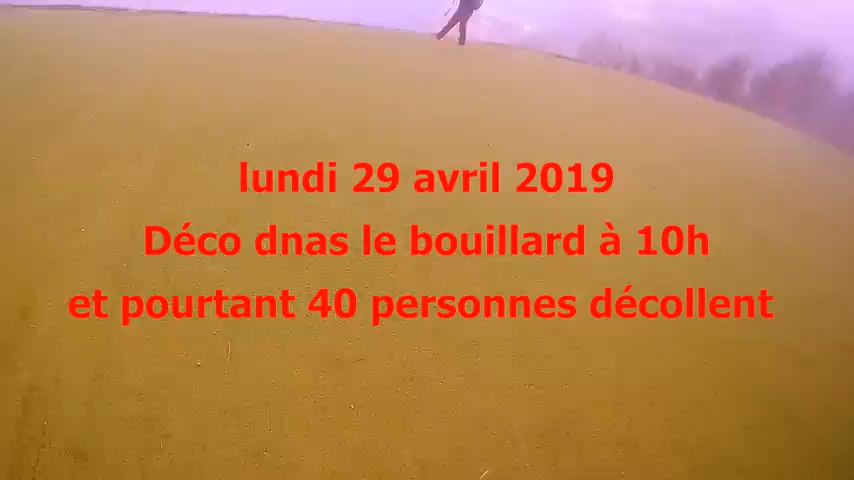 lundi 29 avril 2019
Déco dnas le bouillard à 10h
et pourtant 40 personnes décollent